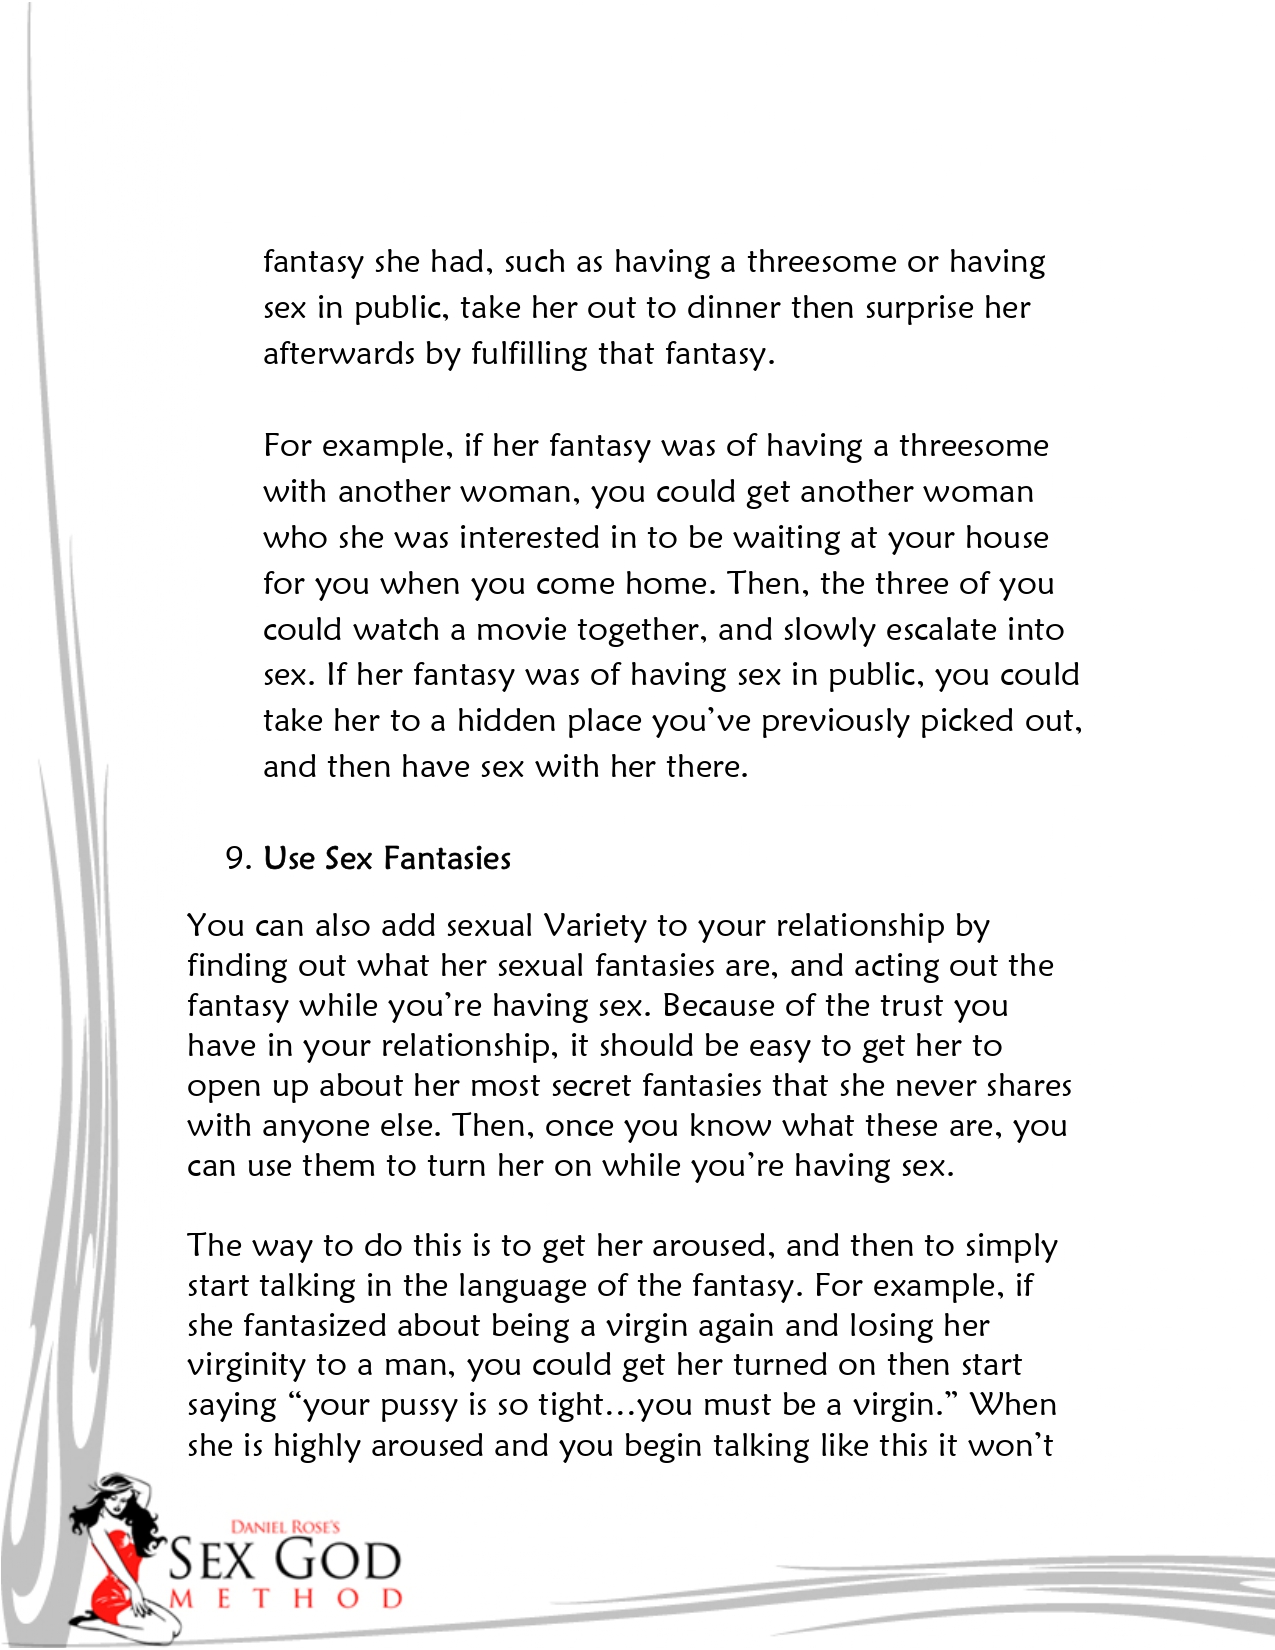 fantasy she had, such as having a threesome or having
sex in public, take her out to dinner then surprise her
afterwards by fulfilling that fantasy.
For example, if her fantasy was of having a threesome
with another woman, you could get another woman
who she was interested in to be waiting at your house
for you when you come home. Then, the three of you
could watch a movie together, and slowly escalate into
sex. If her fantasy was of having sex in public, you could
take her to a hidden place you’ve previously picked out,
and then have sex with her there.
9. Use Sex Fantasies
You can also add sexual Variety to your relationship by
finding out what her sexual fantasies are, and acting out the
fantasy while you’re having sex. Because of the trust you
have in your relationship, it should be easy to get her to
open up about her most secret fantasies that she never shares
with anyone else. Then, once you know what these are, you
can use them to turn her on while you’re having sex.
The way to do this is to get her aroused, and then to simply
start talking in the language of the fantasy. For example, if
she fantasized about being a virgin again and losing her
virginity to a man, you could get her turned on then start
saying “your pussy is so tight…you must be a virgin.” When
she is highly aroused and you begin talking like this it won’t
DANIEL ROSE'S
SEX GOD
METHOD